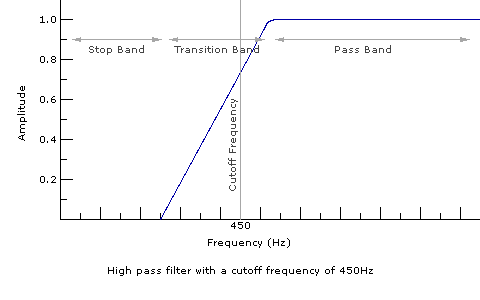 1.0
Stop Band
Transition Band
Pass Band
0.8
0.6
Amplitude
Cutoff Frequency
0.4
0.2
450
Frequency (Hz)
High pass filter with a cutoff frequency of 450Hz